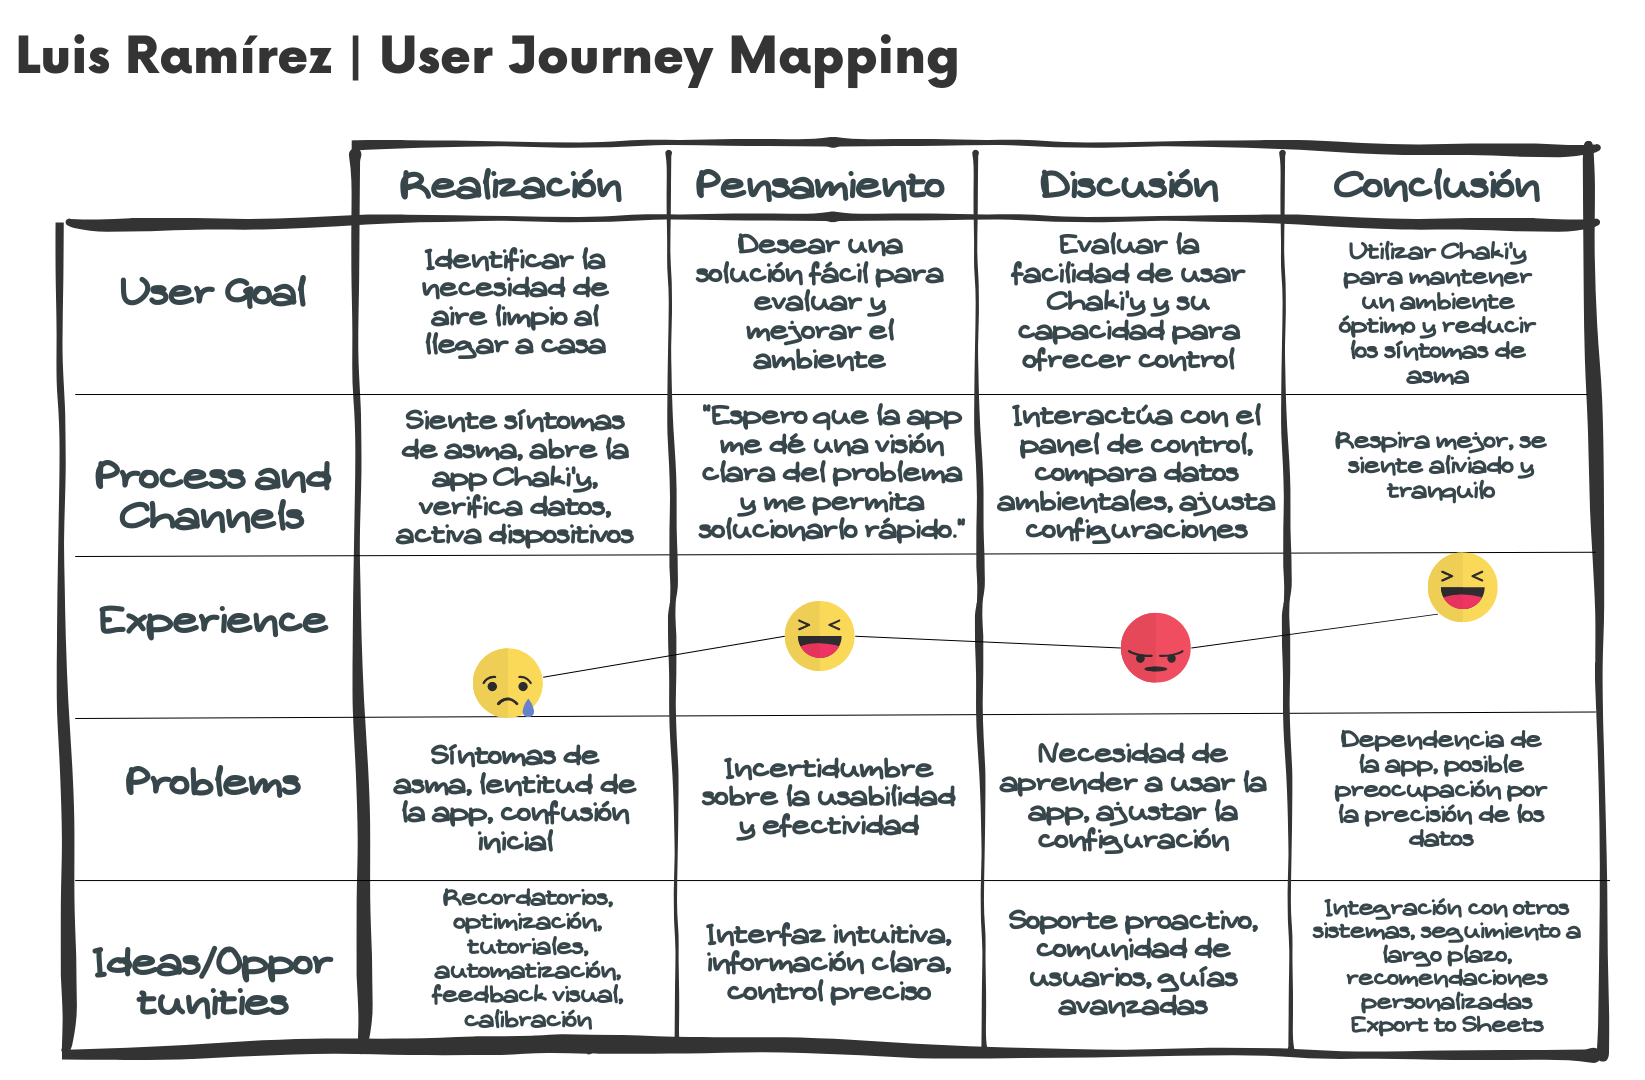 Luis Ramírez | User Journey Mapping
Realización
Pensamiento
Discusión
Conclusión
User Goal
Identificar la
necesidad de
aire limpio al
llegar a casa
Desear una
solución fácil para
evaluar y
mejorar el
ambiente
Evaluar la
facilidad de usar
Chaki'y y su
capacidad para
ofrecer control
Utilizar Chaki'y
para mantener
un ambiente
óptimo y reducir
los síntomas de
asma
Process and
Channels
Siente síntomas
de asma, abre la
app Chaki'y,
verifica datos,
activa dispositivos
"Espero que la app
me dé una visión
clara del problema
y me permita
solucionarlo rápido."
Interactúa con el
panel de control,
compara datos
ambientales, ajusta
configuraciones
Respira mejor, se
siente aliviado y
tranquilo
Experience
Problems
Síntomas de
asma, lentitud de
la app, confusión
inicial
Incertidumbre
sobre la usabilidad
y efectividad
Necesidad de
aprender a usar la
app, ajustar la
configuración
Dependencia de
la app, posible
preocupación por
la precisión de los
datos
Ideas/Oppor
tunities
Recordatorios,
optimización,
tutoriales,
automatización,
feedback visual,
calibración
Interfaz intuitiva,
información clara,
control preciso
Soporte proactivo,
comunidad de
usuarios, guías
avanzadas
Integración con otros
sistemas, seguimiento a
largo plazo,
recomendaciones
personalizadas
Export to Sheets